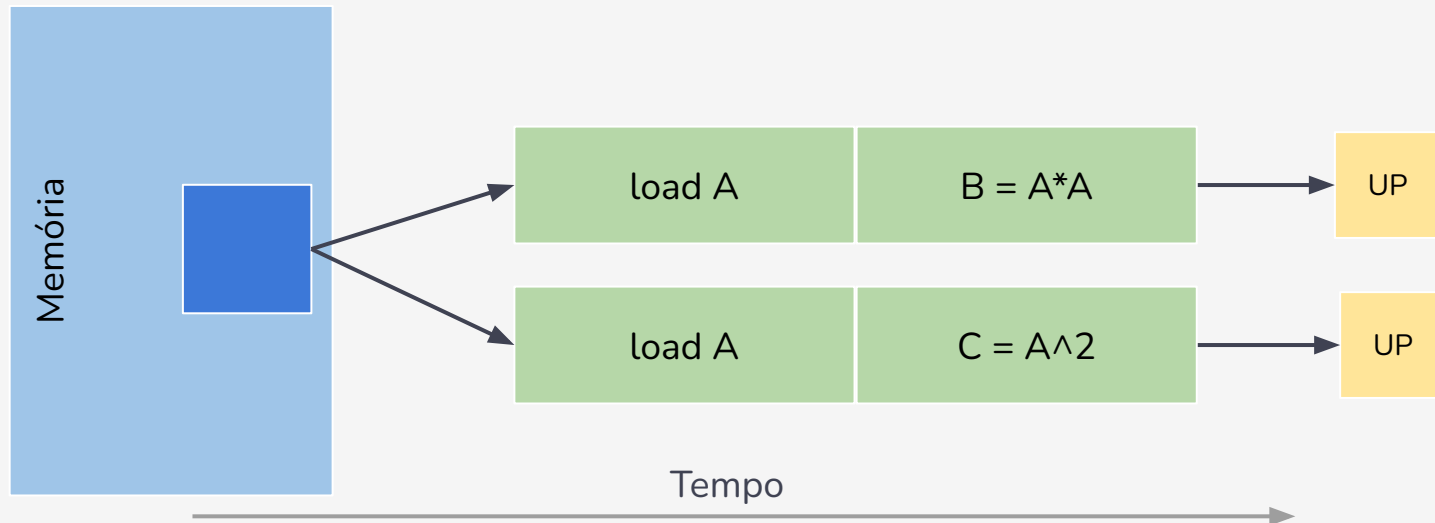 Memória
load A
B = A*A
UP
load A
C = A^2
UP
Tempo